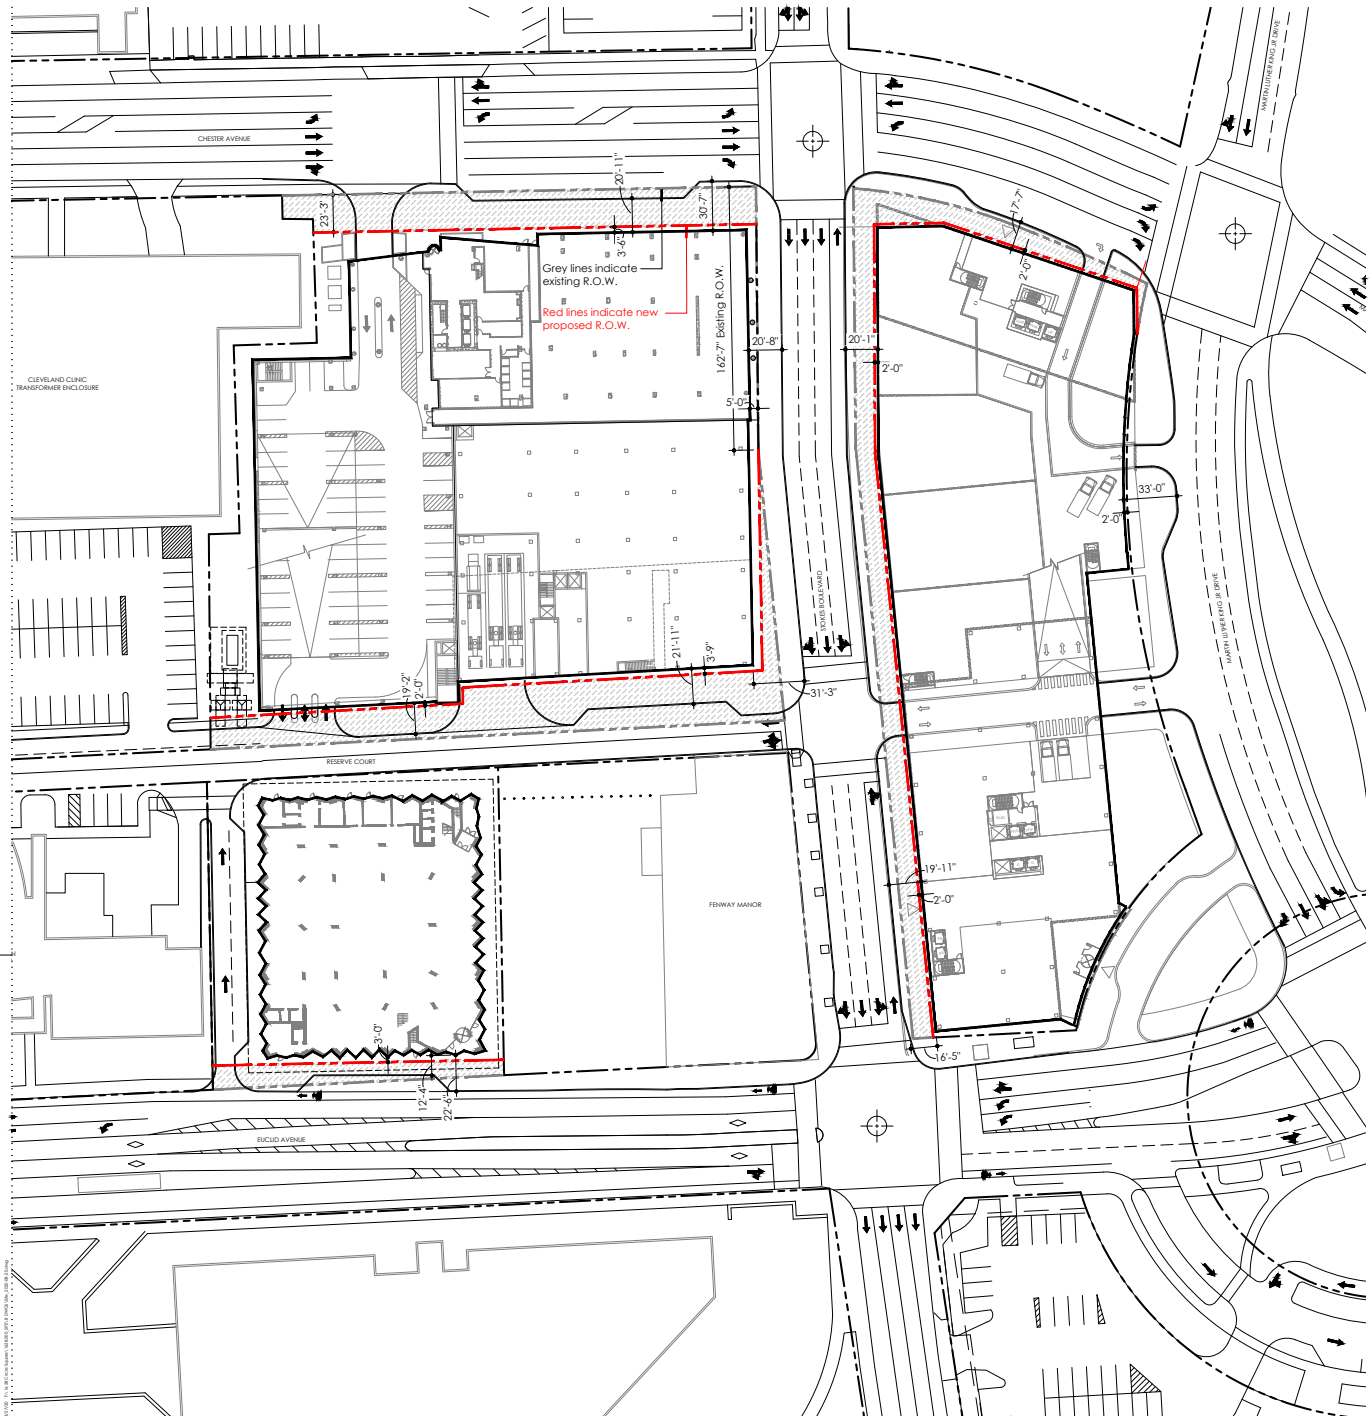 MARTIN LUTHER KING JR DRIVE
CHESTER AVENUE
20'-11"
23'-3"
30'-7"
17'-7"
3'-6"
2'-0"
Grey lines indicate
existing R.O.W.
Red lines indicate new
proposed R.O.W.
162'-7" Existing R.O.W.
20'-8"
20'-1"
2'-0"
CLEVELAND CLINIC
TRANSFORMER ENCLOSURE
5'-0"
33'-0"
2'-0"
STOKES BOULEVARD
MARTIN LUTHER KING JR DRIVE
21'-11"
3'-9"
19'-2"
2'-0"
31'-3"
RESERVE COURT
19'-11"
2'-0"
FENWAY MANOR
3'-0"
16'-5"
12'-4"
22'-6"
EUCLID AVENUE